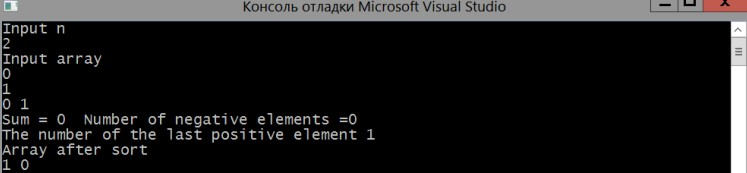 Консоль отладки Microsoft Visual Studio
Input n
2
Input array
0
1
0 1
Sum = 0  Number of negative elements =0
The number of the last positive element 1
Array after sort
1 0